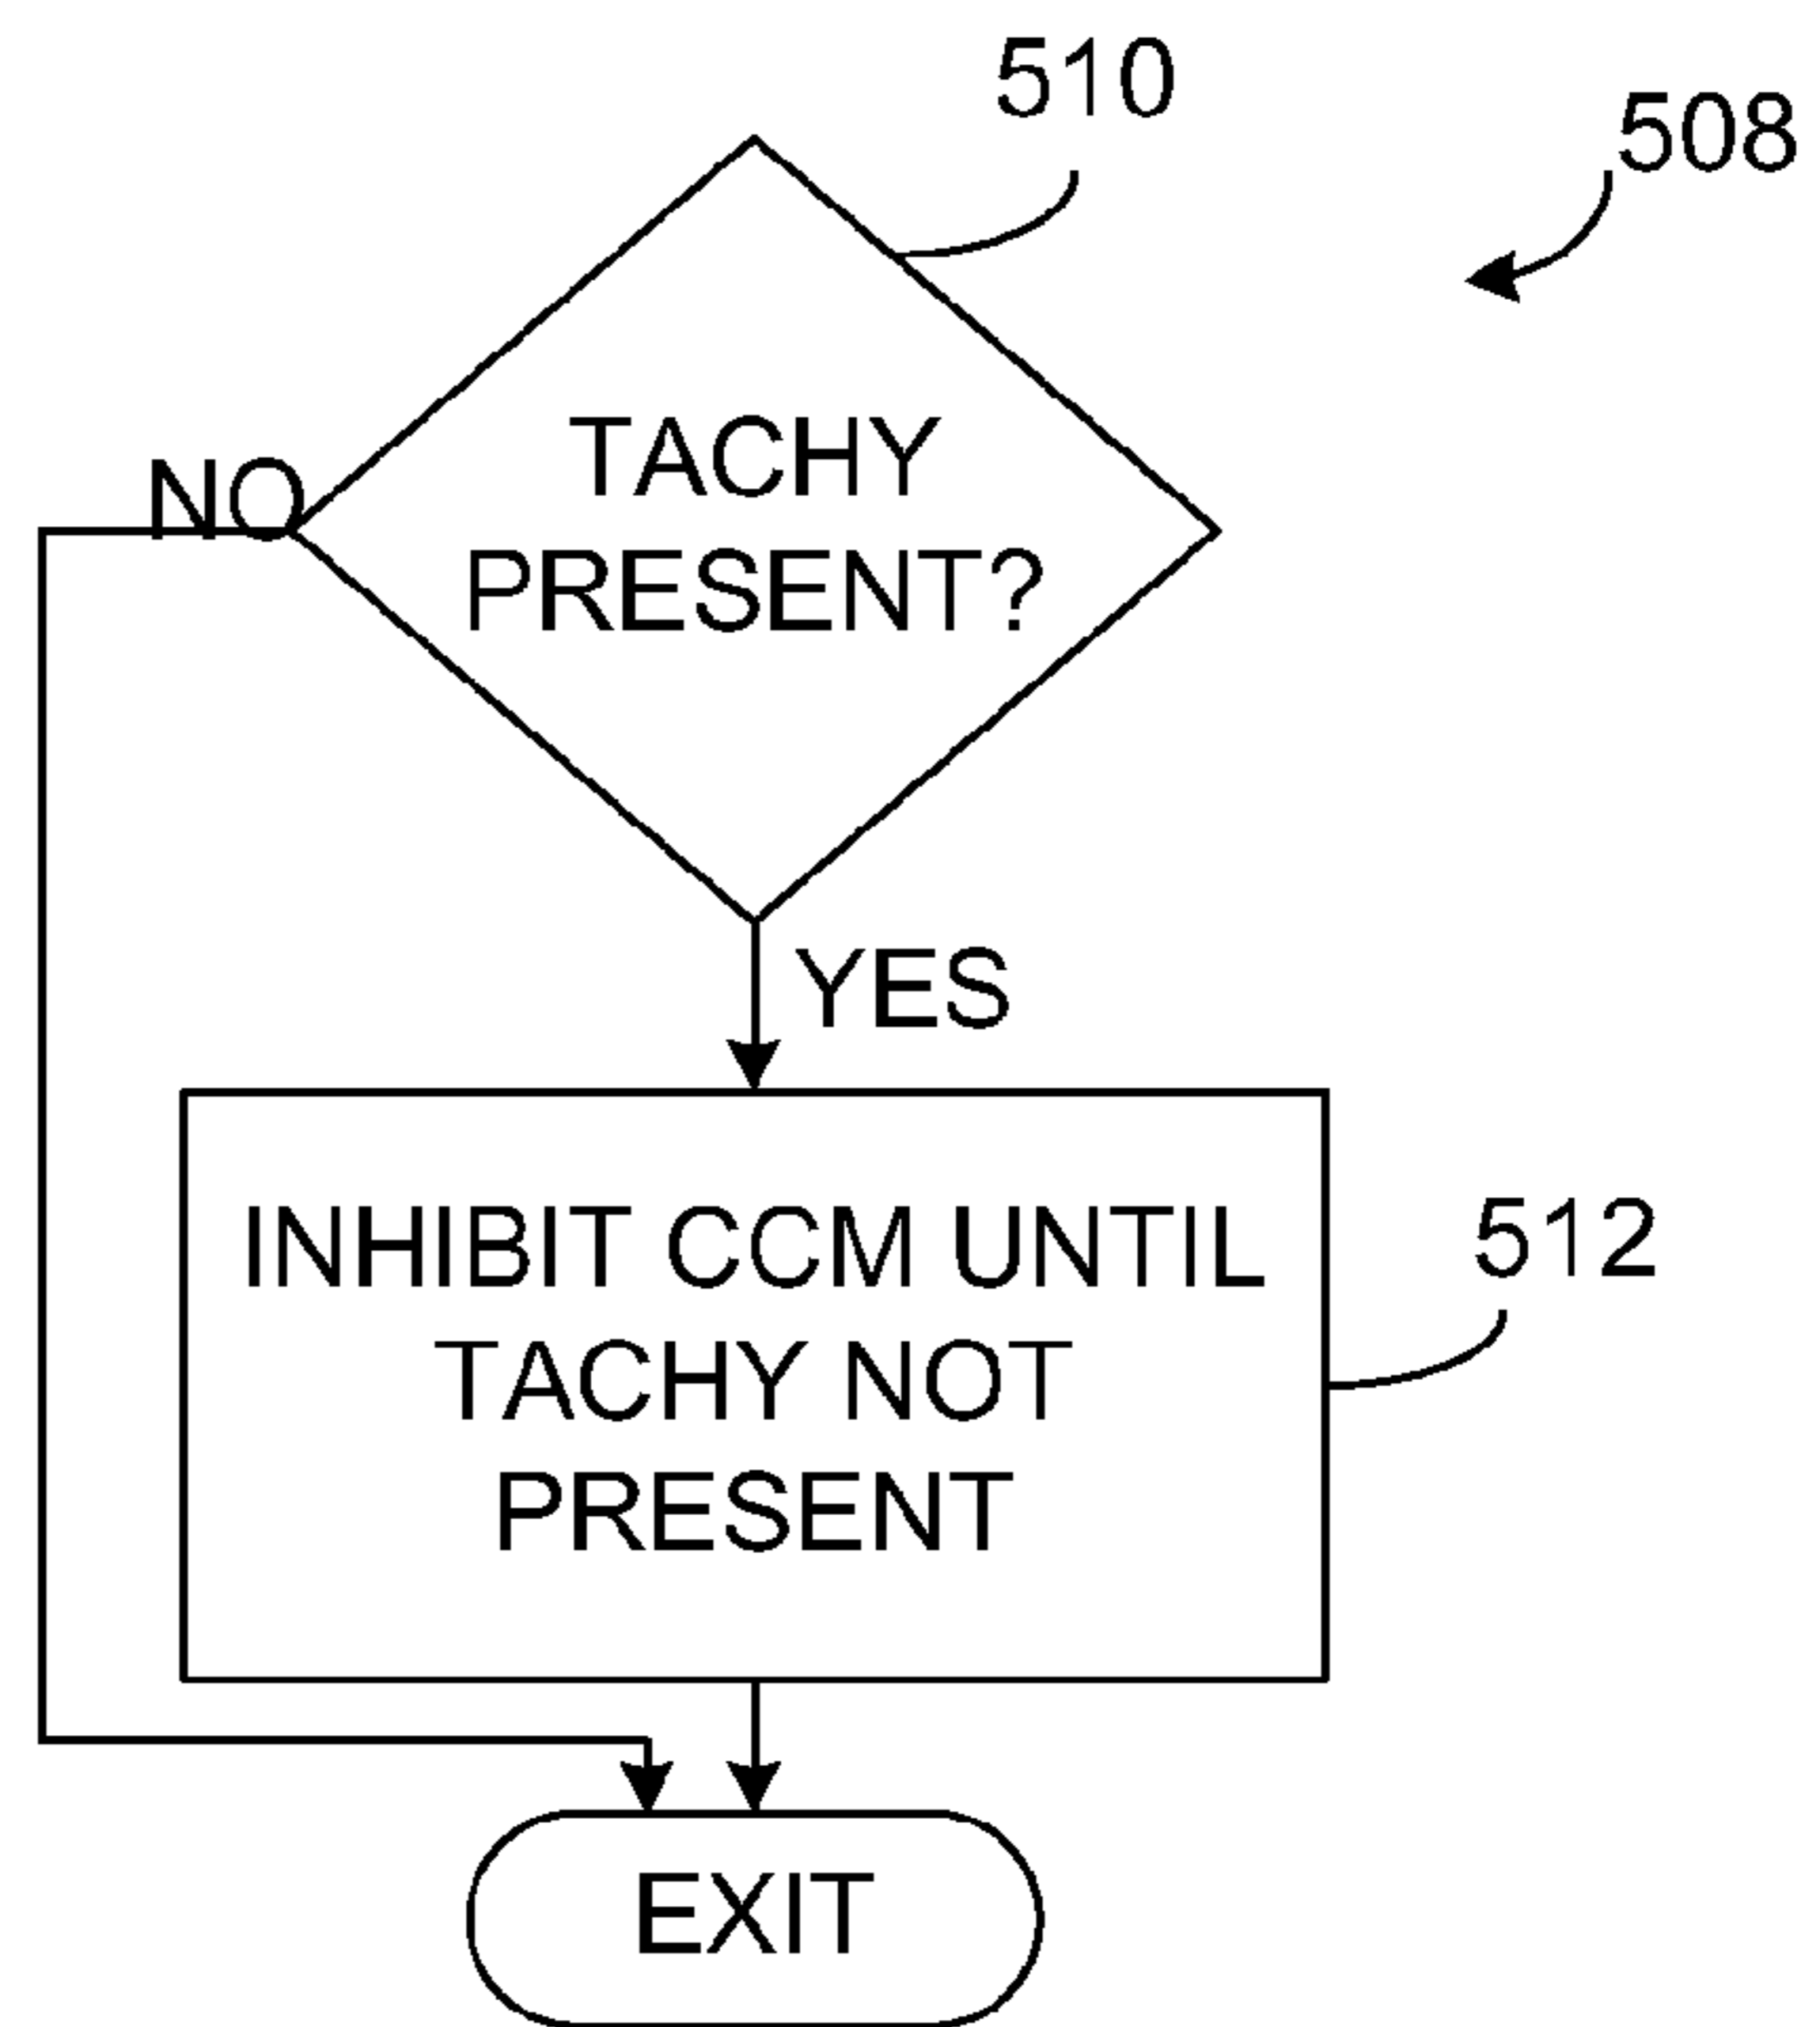 510
508
TACHY
PRESENT?
NO
YES
INHIBIT CCM UNTIL
TACHY NOT
PRESENT
512
EXIT